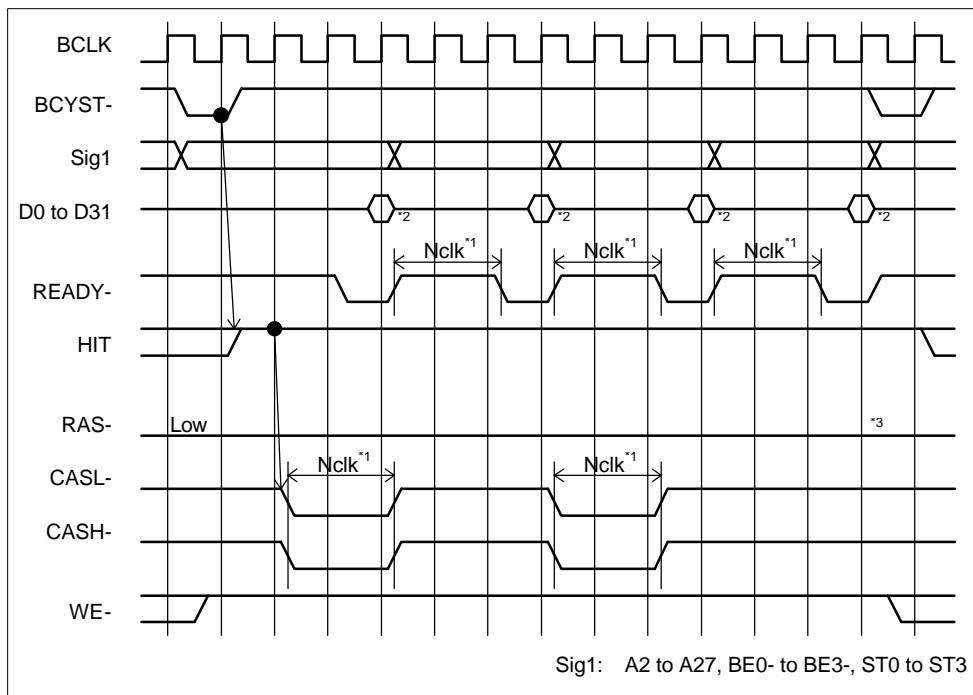 BCLK
BCYST-
Sig1
D0 to D31
*2 *2 *2 *2
Nclk*1 Nclk*1 Nclk*1
READY-
HIT
RAS- Low *3
Nclk*1 Nclk*1
CASL-
CASH-
WE-
Sig1: A2 to A27, BE0- to BE3-, ST0 to ST3